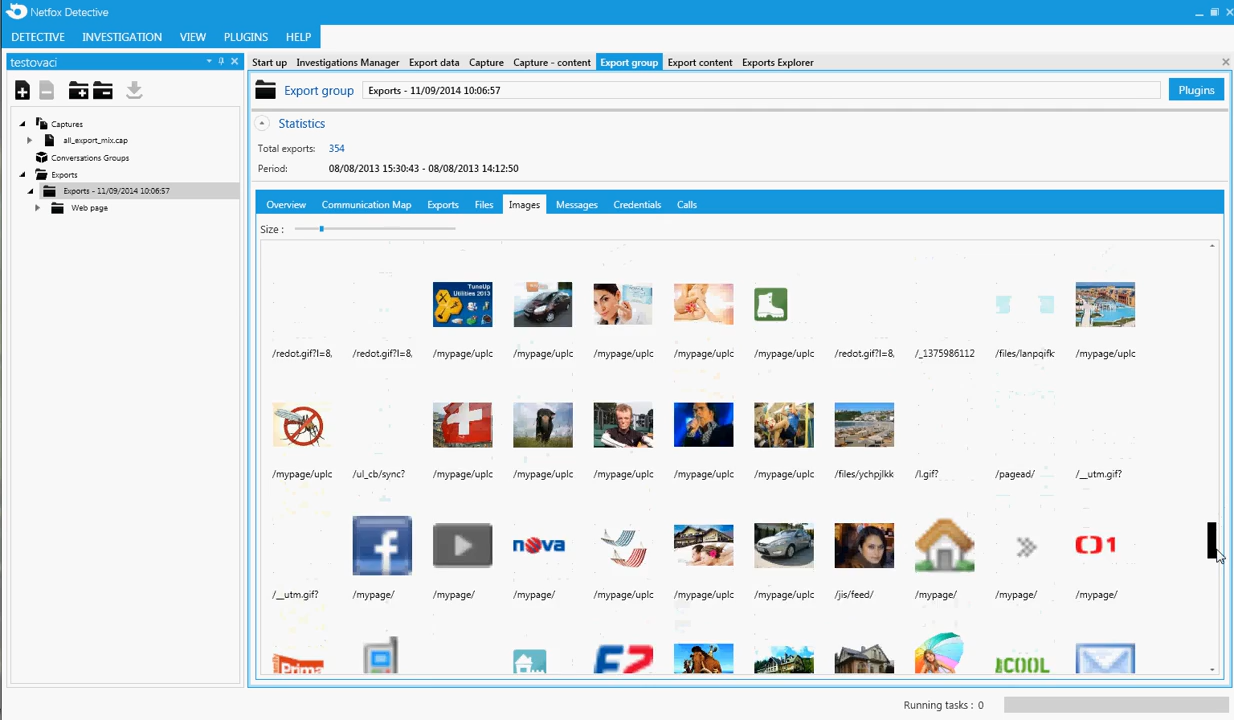 Netfox Detective
DETECTIVE INVESTIGATION VIEW PLUGINS HELP
testovaci
Start up Investigations Manager Export data Capture Capture - content Export group Export content Exports Explorer
Export group Exports - 11/09/2014 10:06:57 Plugins
Captures
all_export_mix.cap
Conversations Groups
Exports
Exports - 11/09/2014 10:06:57
Web page
Statistics
Total exports: 354
Period: 08/08/2013 15:30:43 - 08/08/2013 14:12:50
Overview Communication Map Exports Files Images Messages Credentials Calls
Size :
TuneUp
Utilities 2013
/redot.gif?l=8, /redot.gif?l=8, /mypage/uplc /mypage/uplc /mypage/uplc /mypage/uplc /mypage/uplc /redot.gif?l=8, /_1375986112 /files/lanpqifk /mypage/uplc
/mypage/uplc /ul_cb/sync? /mypage/uplc /mypage/uplc /mypage/uplc /mypage/uplc /mypage/uplc /files/ychpjlkk /l.gif? /pagead/ /__utm.gif?
f nova 1
/__utm.gif? /mypage/ /mypage/ /mypage/ /mypage/uplc /mypage/uplc /mypage/uplc /jis/feed/ /mypage/ /mypage/ /mypage/
Prima COOL
Running tasks : 0